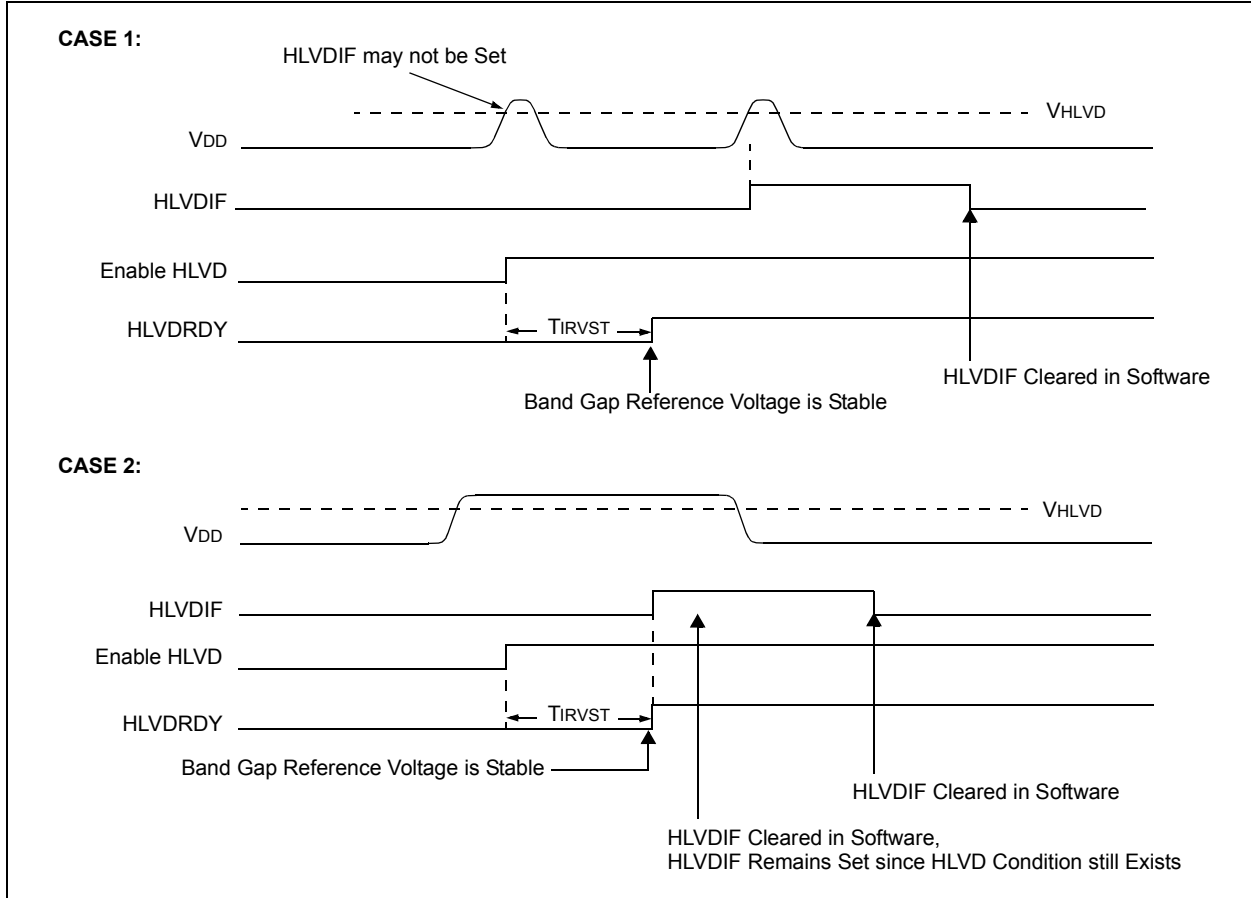 CASE 1:
HLVDIF may not be Set
VHLVD
VDD
HLVDIF
Enable HLVD
HLVDRDY
TIRVST
HLVDIF Cleared in Software
Band Gap Reference Voltage is Stable
CASE 2:
VHLVD
VDD
HLVDIF
Enable HLVD
HLVDRDY
TIRVST
Band Gap Reference Voltage is Stable
HLVDIF Cleared in Software
HLVDIF Cleared in Software,
HLVDIF Remains Set since HLVD Condition still Exists